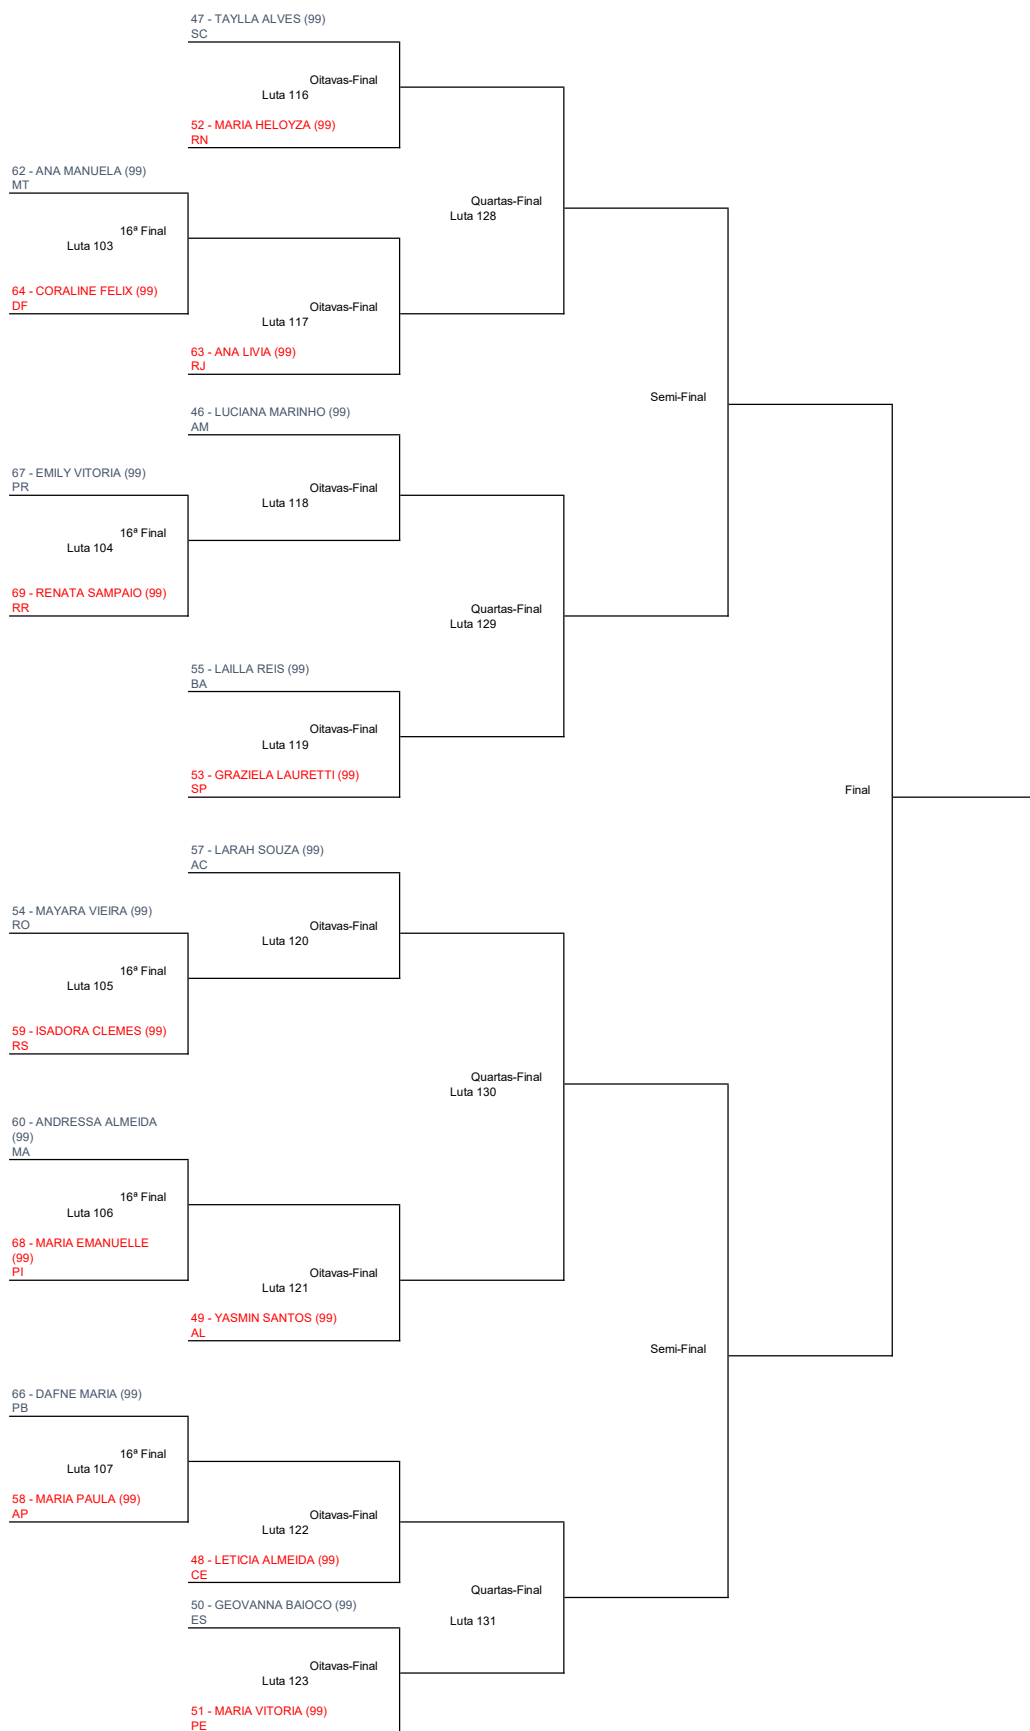 47 - TAYLLA ALVES (99)
SC
Oitavas-Final
Luta 116
52 - MARIA HELOYZA (99)
RN
62 - ANA MANUELA (99)
MT
Quartas-Final
Luta 128
16ª Final
Luta 103
64 - CORALINE FELIX (99)
DF
Oitavas-Final
Luta 117
63 - ANA LIVIA (99)
RJ
Semi-Final
46 - LUCIANA MARINHO (99)
AM
67 - EMILY VITORIA (99)
PR
Oitavas-Final
Luta 118
16ª Final
Luta 104
69 - RENATA SAMPAIO (99)
RR
Quartas-Final
Luta 129
55 - LAILLA REIS (99)
BA
Oitavas-Final
Luta 119
53 - GRAZIELA LAURETTI (99)
SP
Final
57 - LARAH SOUZA (99)
AC
54 - MAYARA VIEIRA (99)
RO
Oitavas-Final
Luta 120
16ª Final
Luta 105
59 - ISADORA CLEMES (99)
RS
Quartas-Final
Luta 130
60 - ANDRESSA ALMEIDA
(99)
MA
16ª Final
Luta 106
68 - MARIA EMANUELLE
(99)
PI
Oitavas-Final
Luta 121
49 - YASMIN SANTOS (99)
AL
Semi-Final
66 - DAFNE MARIA (99)
PB
16ª Final
Luta 107
58 - MARIA PAULA (99)
AP
Oitavas-Final
Luta 122
48 - LETICIA ALMEIDA (99)
CE
Quartas-Final
Luta 131
50 - GEOVANNA BAIOCO (99)
ES
Oitavas-Final
Luta 123
51 - MARIA VITORIA (99)
PE